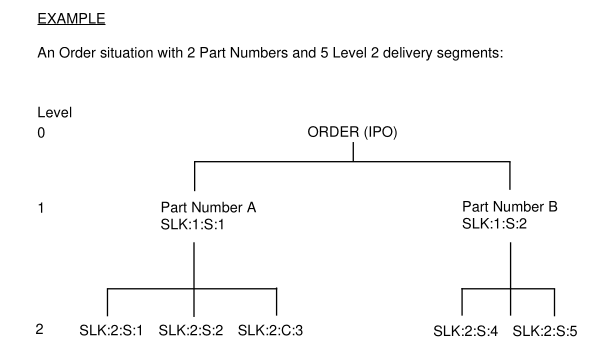 EXAMPLE
An Order situation with 2 Part Numbers and 5 Level 2 delivery segments:
Level
0 ORDER (IPO)
1 Part Number A Part Number B
SLK:1:S:1 SLK:1:S:2
2 SLK:2:S:1 SLK:2:S:2 SLK:2:C:3 SLK:2:S:4 SLK:2:S:5